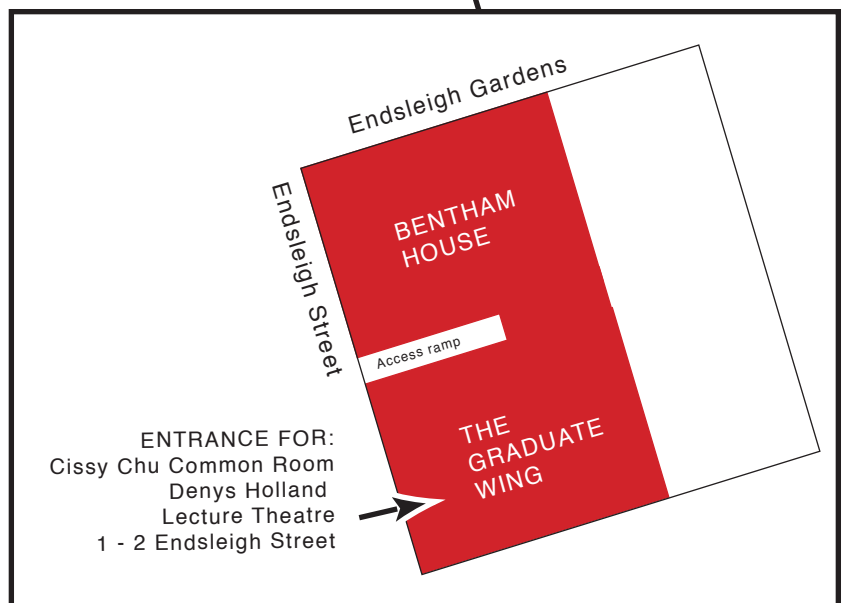 Endsleigh Gardens
Endsleigh Street
BENTHAM
HOUSE
Access ramp
THE
GRADUATE
WING
ENTRANCE FOR:
Cissy Chu Common Room
Denys Holland
Lecture Theatre
1 - 2 Endsleigh Street